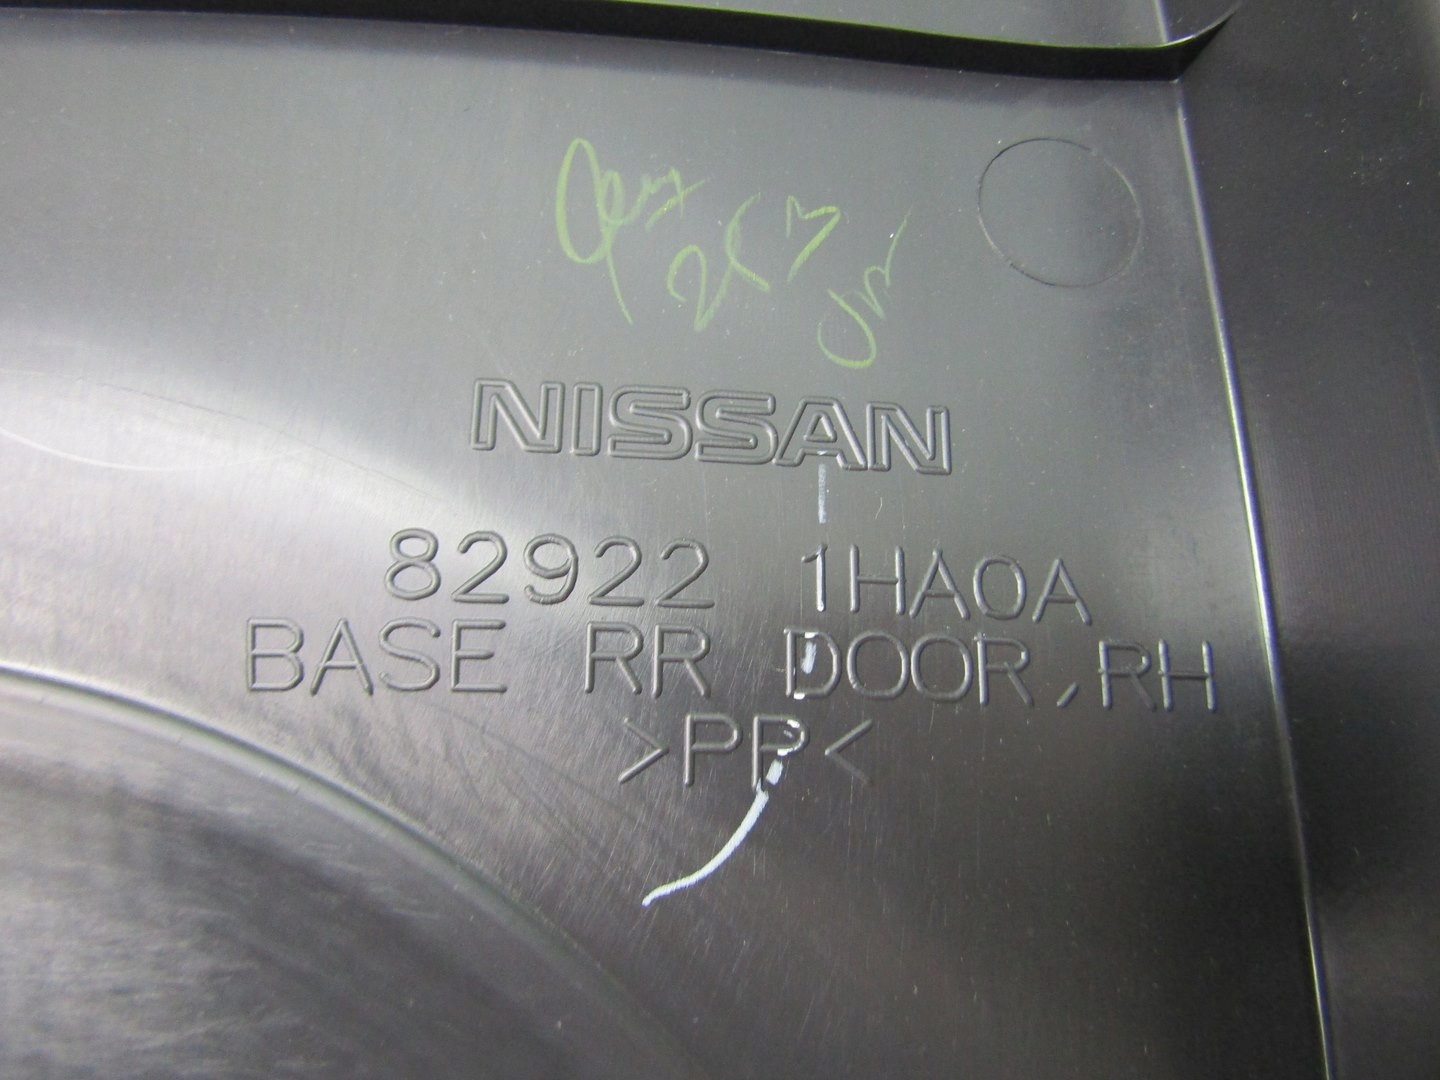 NISSAN
82922 1HA0A
BASE RR DOOR,RH
>PP<